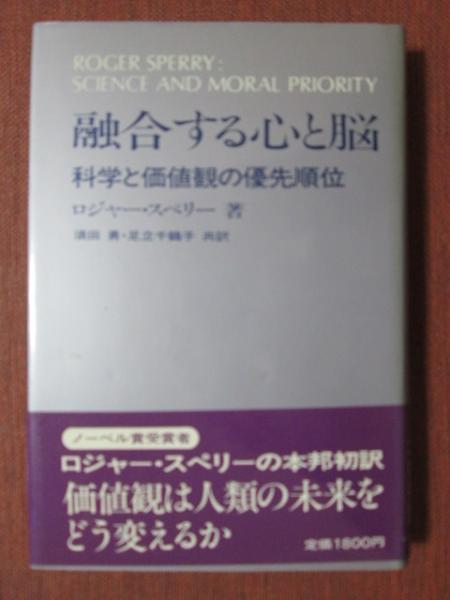 ROGER SPERRY:
SCIENCE AND MORAL PRIORITY
融合する心と脳
科学と価値観の優先順位
ロジャー・スペリー 著
須田 勇・足立千鶴子 共訳
ノーベル賞受賞者
ロジャー・スペリーの本邦初訳
価値観は人類の未来を
どう変えるか
定価1800円